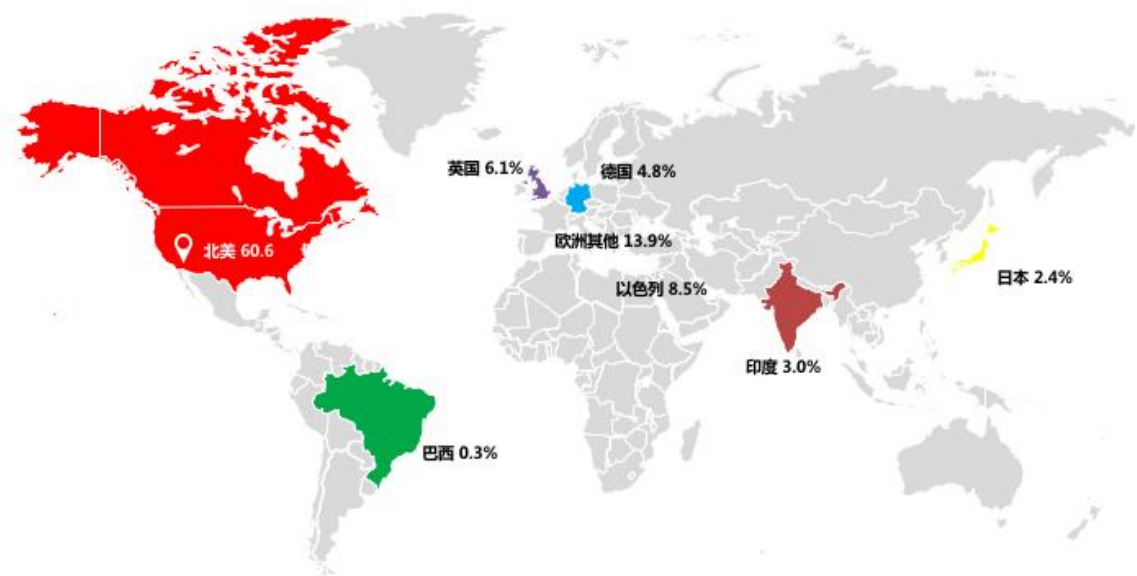 英国 6.1%
德国 4.8%
欧洲其他 13.9%
北美 60.6
以色列 8.5%
日本 2.4%
印度 3.0%
巴西 0.3%